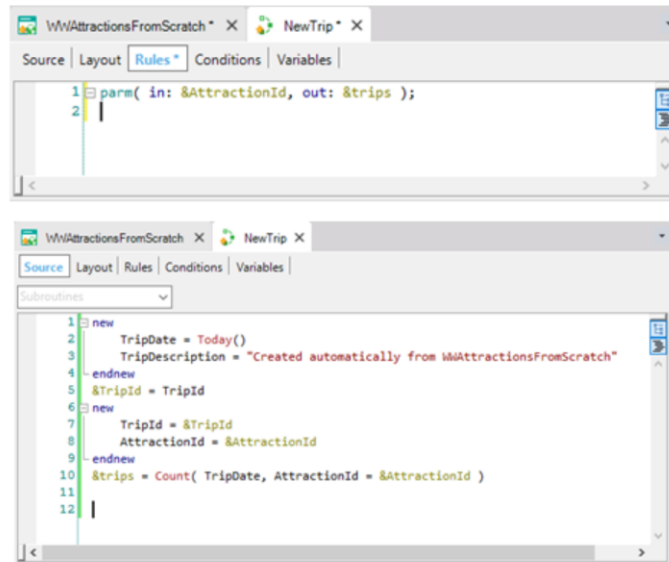 WWAttractionsFromScratch * X NewTrip * X
Source Layout Rules * Conditions Variables
1 parm( in: &AttractionId, out: &trips );
2
WWAttractionsFromScratch X NewTrip X
Source Layout Rules Conditions Variables
Subroutines
1 new
2 TripDate = Today()
3 TripDescription = "Created automatically from WWAttractionsFromScratch"
4 endnew
5 &TripId = TripId
6 new
7 TripId = &TripId
8 AttractionId = &AttractionId
9 endnew
10 &trips = Count( TripDate, AttractionId = &AttractionId )
11
12